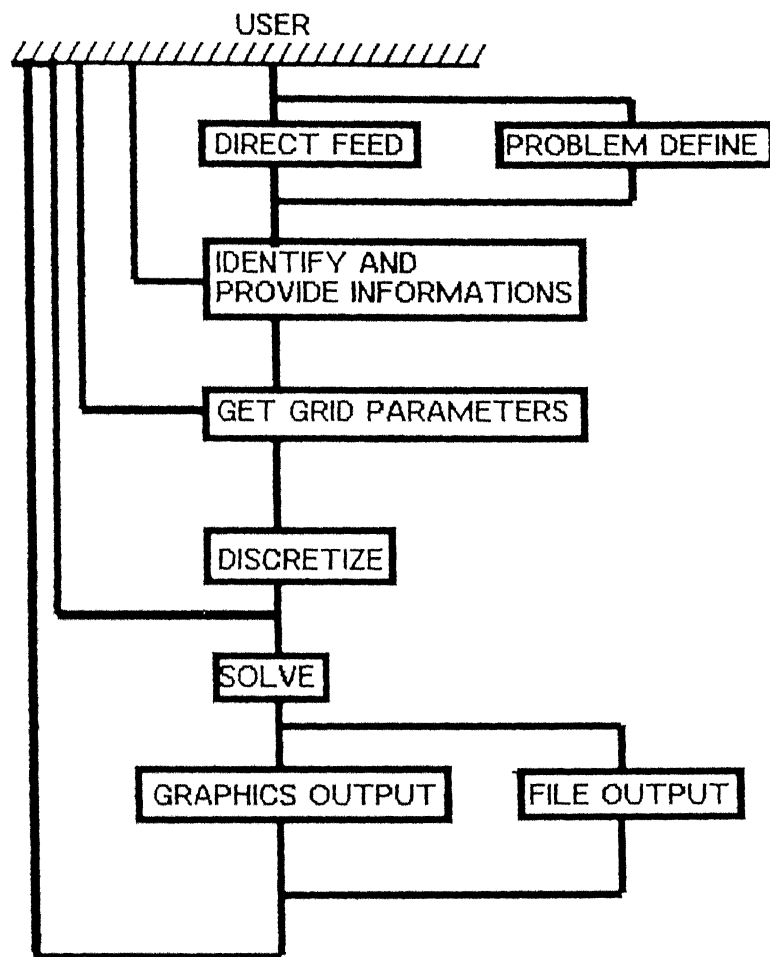 USER
DIRECT FEED
PROBLEM DEFINE
IDENTIFY AND
PROVIDE INFORMATIONS
GET GRID PARAMETERS
DISCRETIZE
SOLVE
GRAPHICS OUTPUT
FILE OUTPUT